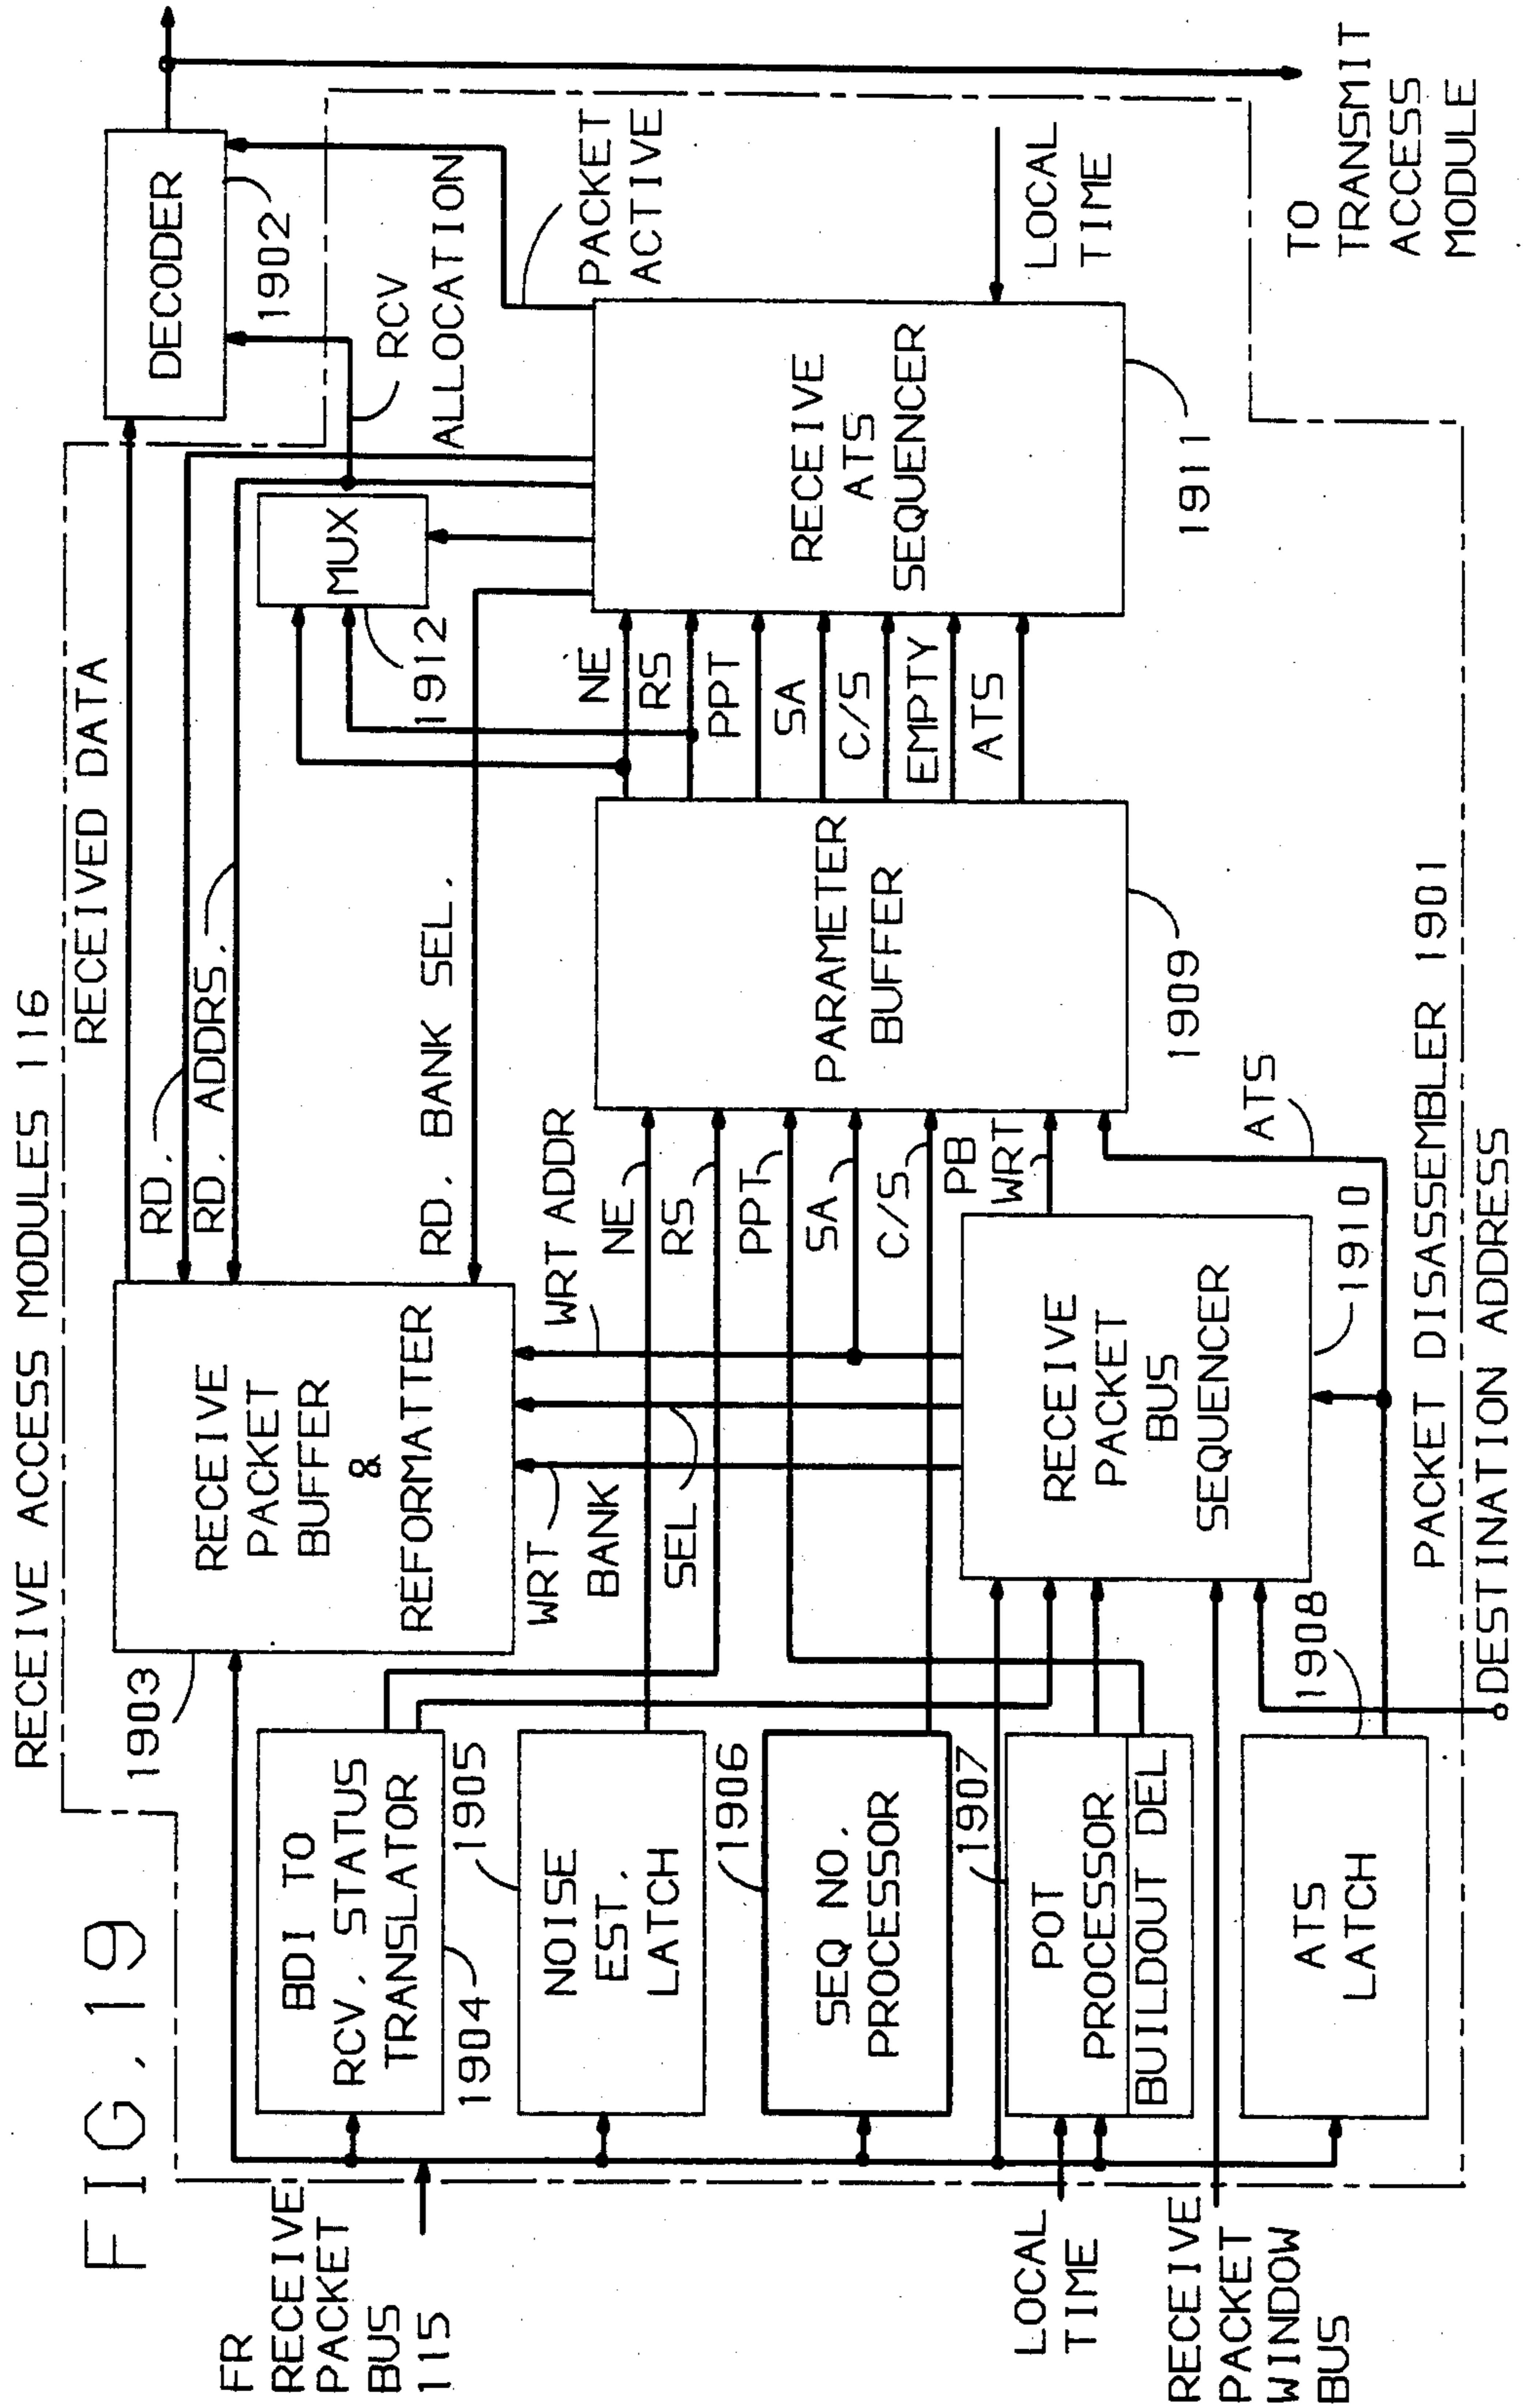 FIG. 19
RECEIVE ACCESS MODULES 116
RECEIVED DATA
DECODER
1902
TO
TRANSMIT
ACCESS
MODULE
FR
RECEIVE
PACKET
BUS
115
1903
RECEIVE
PACKET
BUFFER
&
REFORMATTER
RD.
RD. ADDRS.
RD. BANK SEL.
MUX
1912
RCV
ALLOCATION
PACKET
ACTIVE
BDI TO
RCV. STATUS
TRANSLATOR
1904
1905
NOISE
EST.
LATCH
1906
SEQ NO.
PROCESSOR
1907
POT
PROCESSOR
BUILDOUT DEL
1908
ATS
LATCH
WRT
BANK
SEL
WRT ADDR
NE
RS
PPT
SA
C/S
PB
WRT
ATS
RECEIVE
PACKET
BUS
SEQUENCER
1910
PARAMETER
BUFFER
1909
NE
RS
PPT
SA
C/S
EMPTY
ATS
RECEIVE
ATS
SEQUENCER
1911
LOCAL
TIME
LOCAL
TIME
RECEIVE
PACKET
WINDOW
BUS
PACKET DISASSEMBLER 1901
DESTINATION ADDRESS